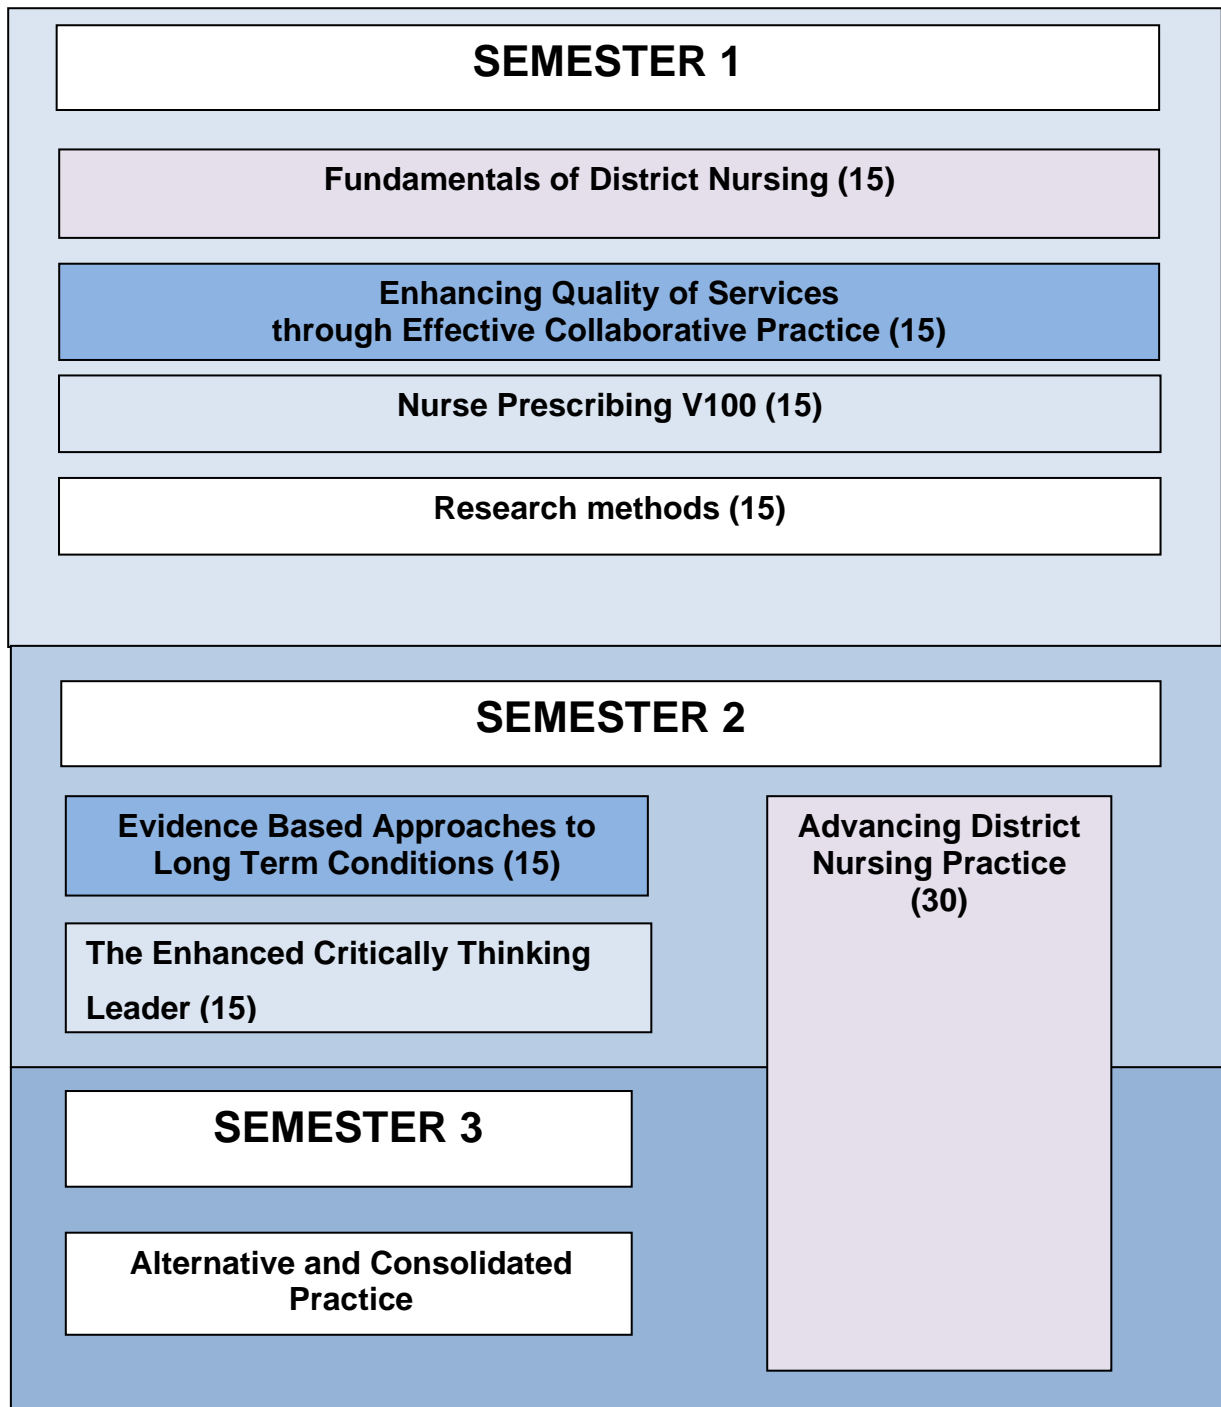 SEMESTER 1
Fundamentals of District Nursing (15)
Enhancing Quality of Services
through Effective Collaborative Practice (15)
Nurse Prescribing V100 (15)
Research methods (15)
SEMESTER 2
Evidence Based Approaches to
Long Term Conditions (15)
The Enhanced Critically Thinking
Leader (15)
Advancing District
Nursing Practice
(30)
SEMESTER 3
Alternative and Consolidated
Practice